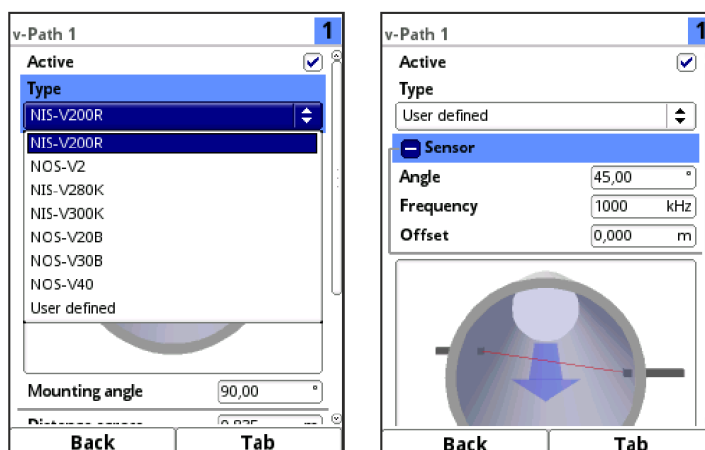 v-Path 1 1
Active
Type
NIS-V200R
NIS-V200R
NOS-V2
NIS-V280K
NIS-V300K
NOS-V20B
NOS-V30B
NOS-V40
User defined
Mounting angle 90,00 °
Back Tab
v-Path 1 1
Active
Type
User defined
Sensor
Angle 45,00 °
Frequency 1000 kHz
Offset 0,000 m
Back Tab